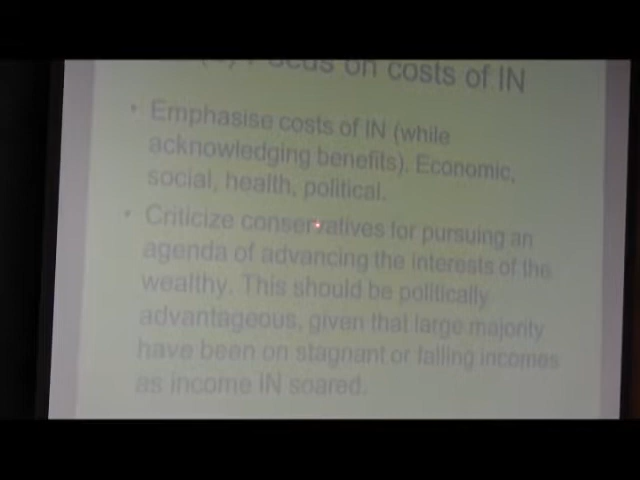 Focus on costs of IN
• Emphasise costs of IN (while
acknowledging benefits). Economic,
social, health, political.
• Criticize conservatives for pursuing an
agenda of advancing the interests of the
wealthy. This should be politically
advantageous, given that large majority
have been on stagnant or falling incomes
as income IN soared.